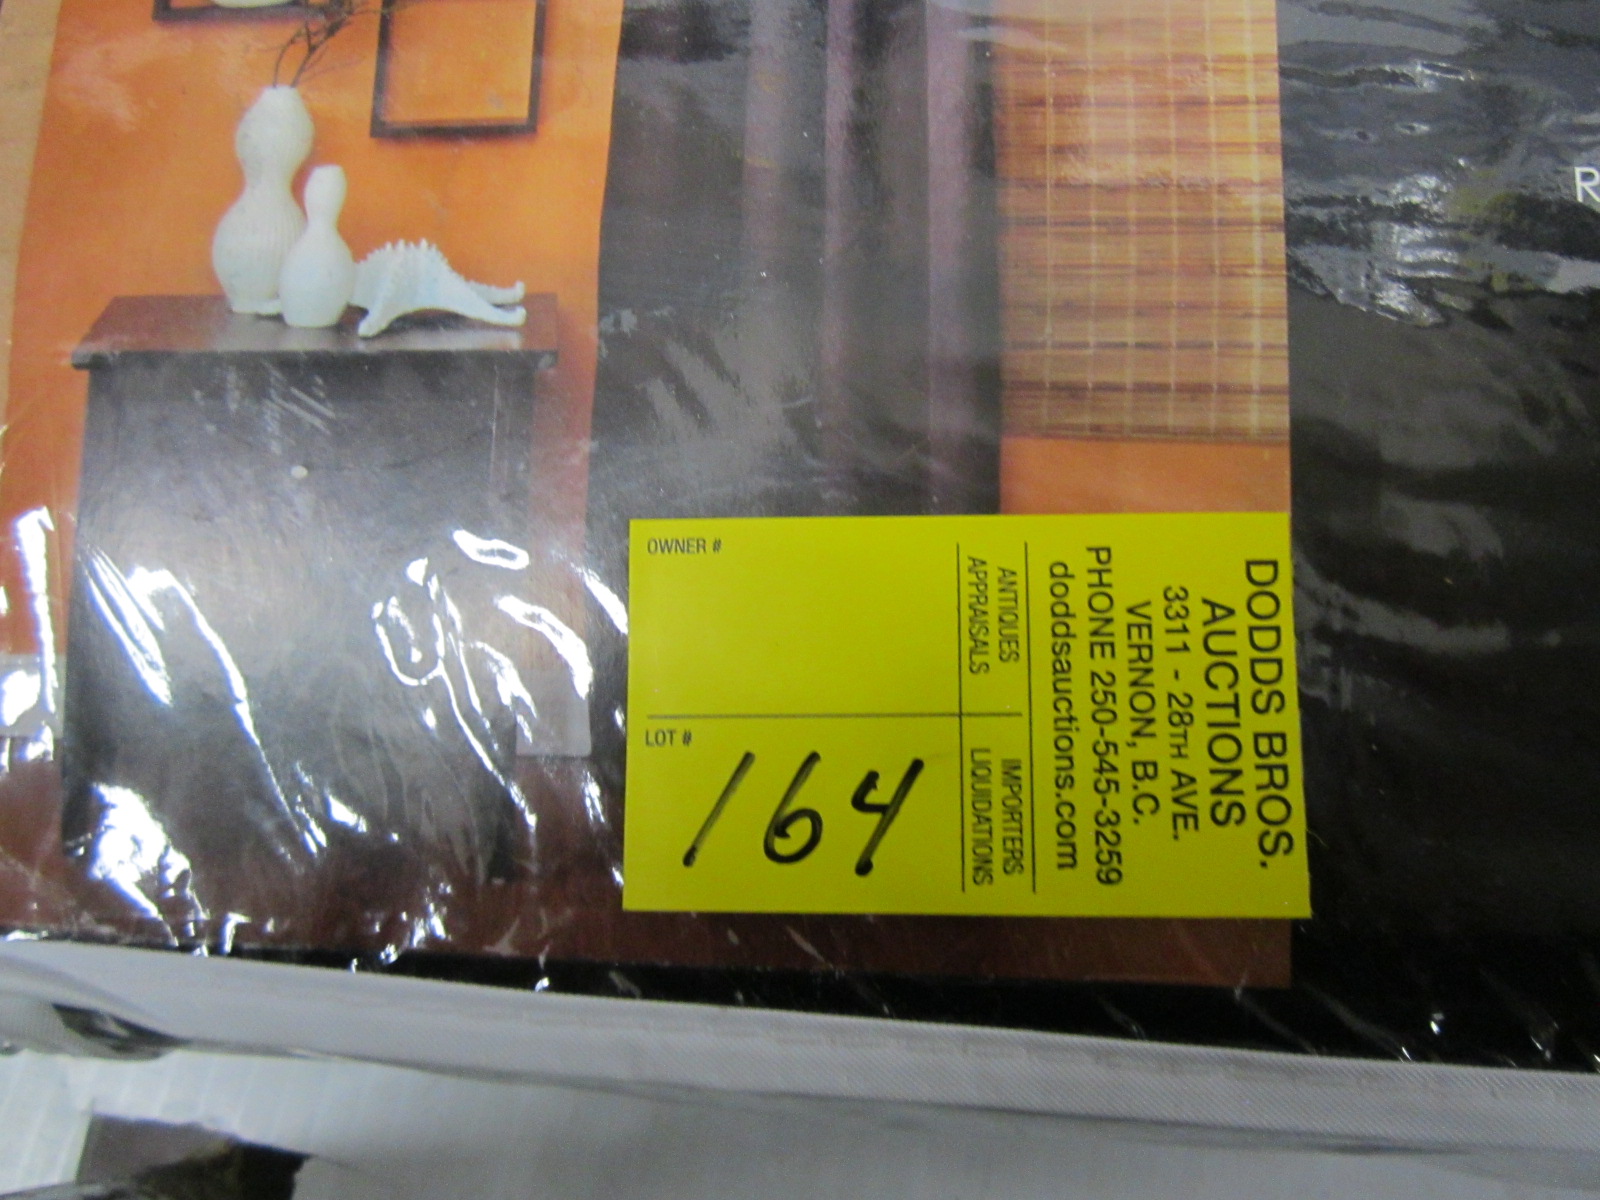 DODDS BROS.
AUCTIONS
3311 - 28TH AVE.
VERNON, B.C.
PHONE 250-545-3259
doddsauctions.com
ANTIQUES IMPORTERS
APPRAISALS LIQUIDATIONS
OWNER #
LOT #
164
R